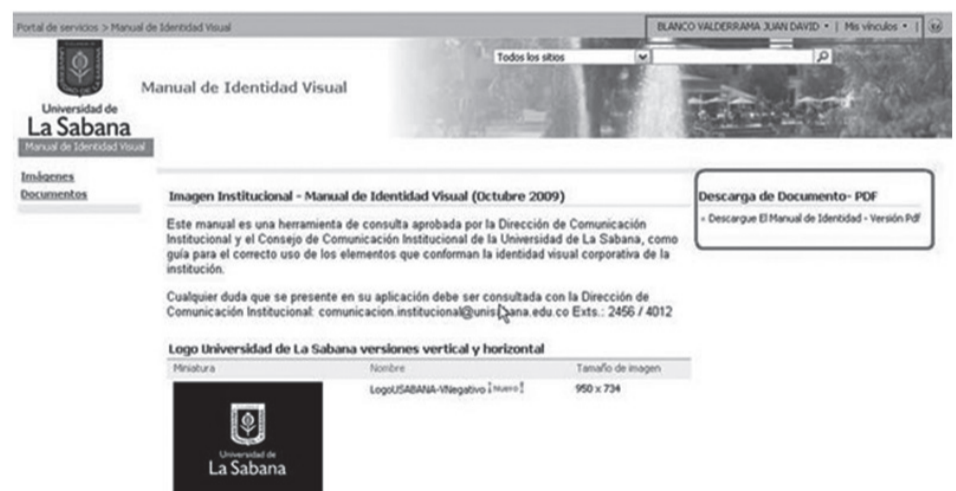 Portal de servicios > Manual de Identidad Visual
BLANCO VALDERRAMA JUAN DAVID ▾ | Mis vínculos ▾ |
Todos los sitios
Manual de Identidad Visual
Universidad de
La Sabana
Manual de Identidad Visual
Imágenes
Documentos
Imagen Institucional - Manual de Identidad Visual (Octubre 2009)
Este manual es una herramienta de consulta aprobada por la Dirección de Comunicación
Institucional y el Consejo de Comunicación Institucional de la Universidad de La Sabana, como
guía para el correcto uso de los elementos que conforman la identidad visual corporativa de la
institución.
Cualquier duda que se presente en su aplicación debe ser consultada con la Dirección de
Comunicación Institucional: comunicacion.institucional@unisabana.edu.co Exts.: 2456 / 4012
Descarga de Documento- PDF
Descargue El Manual de Identidad - Versión Pdf
Logo Universidad de La Sabana versiones vertical y horizontal
Miniatura Nombre Tamaño de imagen
LogoUSABANA-VNegativo ! Nuevo ! 950 x 734
Universidad de
La Sabana